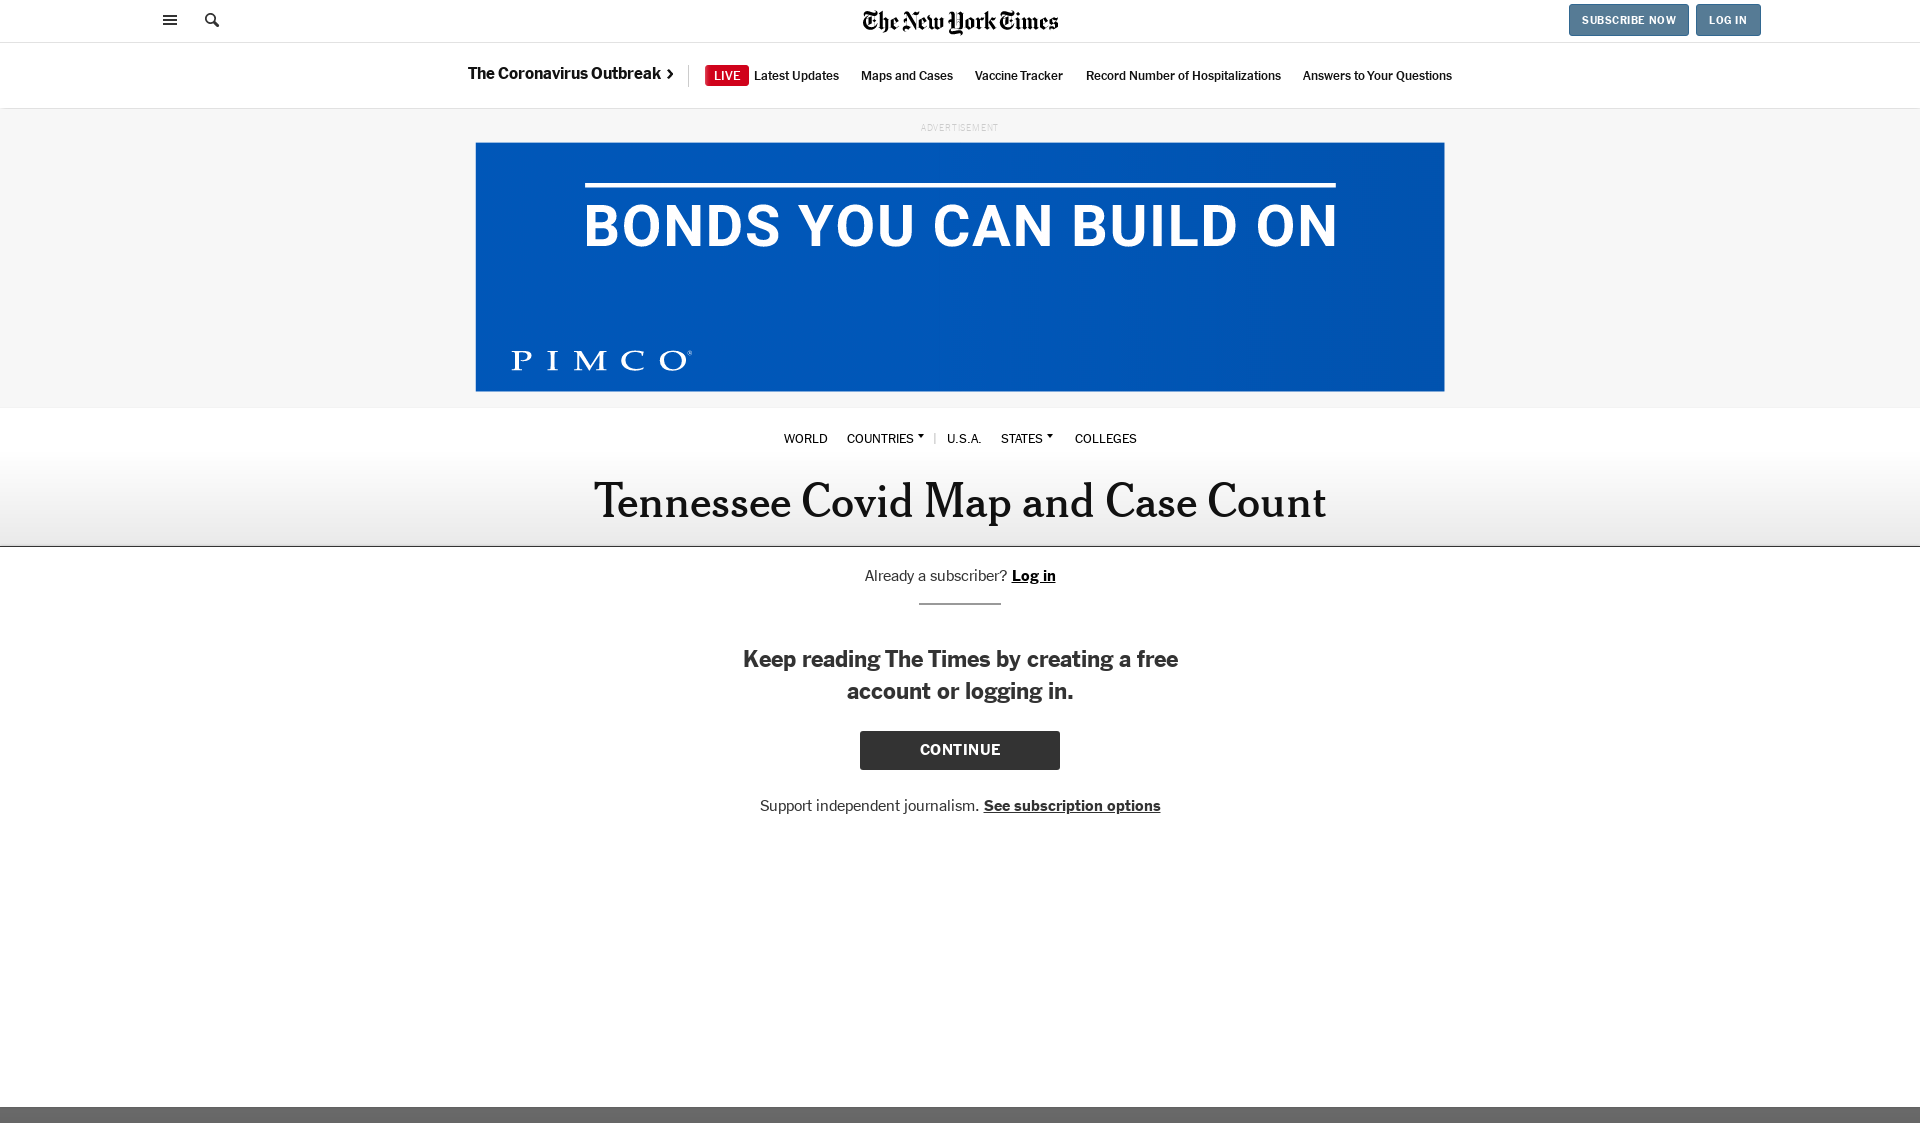 The New York Times
SUBSCRIBE NOW
LOG IN
The Coronavirus Outbreak
LIVE Latest Updates
Maps and Cases
Vaccine Tracker
Record Number of Hospitalizations
Answers to Your Questions
ADVERTISEMENT
BONDS YOU CAN BUILD ON
PIMCO®
WORLD
COUNTRIES
U.S.A.
STATES
COLLEGES
Tennessee Covid Map and Case Count
Already a subscriber? Log in
Keep reading The Times by creating a free
account or logging in.
CONTINUE
Support independent journalism. See subscription options